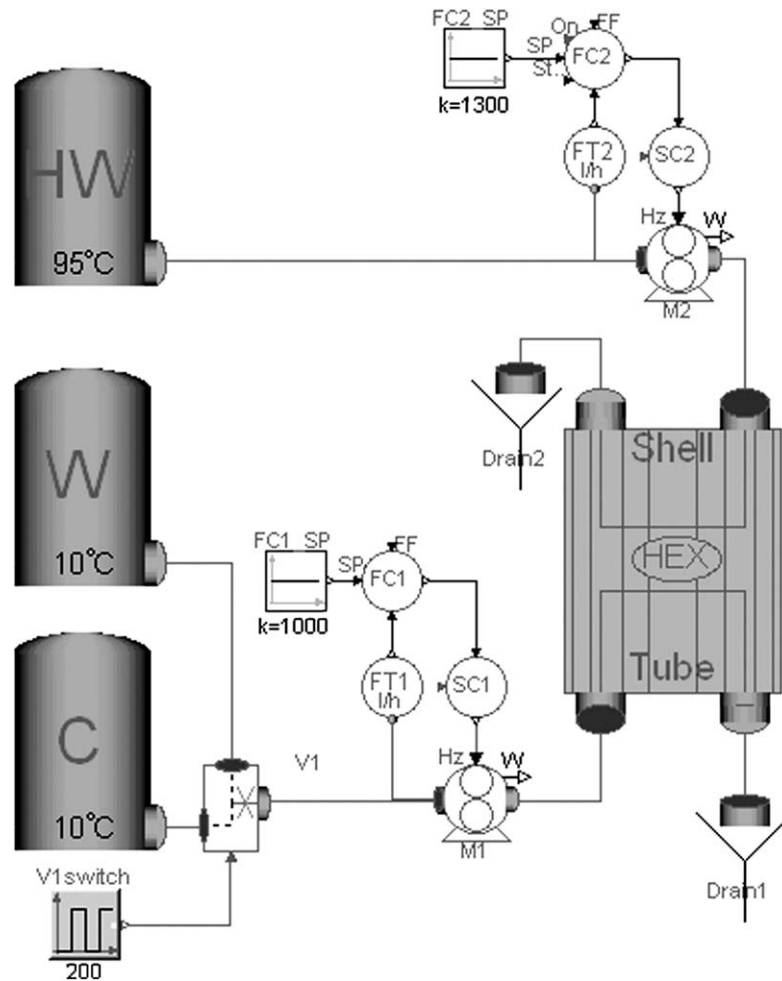 FC2 SP
k=1300
SP
On
FF
St..
FC2
FT2
l/h
SC2
Hz
W
M2
HW
95°C
W
10°C
C
10°C
V1switch
200
V1
FC1 SP
k=1000
SP
FF
FC1
FT1
l/h
SC1
Hz
W
M1
Drain2
Shell
HEX
Tube
Drain1